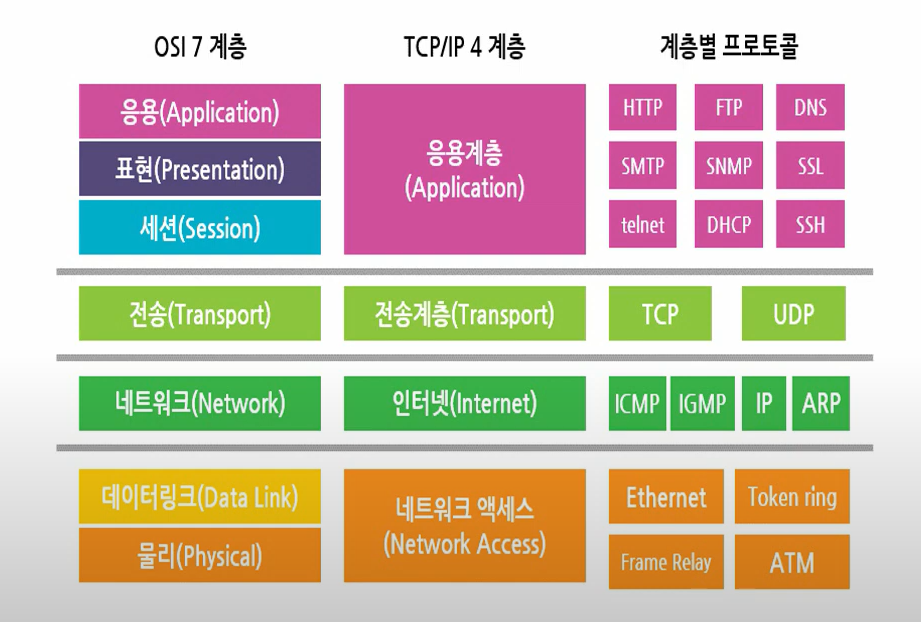 OSI 7 계층
TCP/IP 4 계층
계층별 프로토콜
응용(Application)
표현(Presentation)
세션(Session)
응용계층
(Application)
HTTP
FTP
DNS
SMTP
SNMP
SSL
telnet
DHCP
SSH
전송(Transport)
전송계층(Transport)
TCP
UDP
네트워크(Network)
인터넷(Internet)
ICMP
IGMP
IP
ARP
데이터링크(Data Link)
물리(Physical)
네트워크 액세스
(Network Access)
Ethernet
Token ring
Frame Relay
ATM